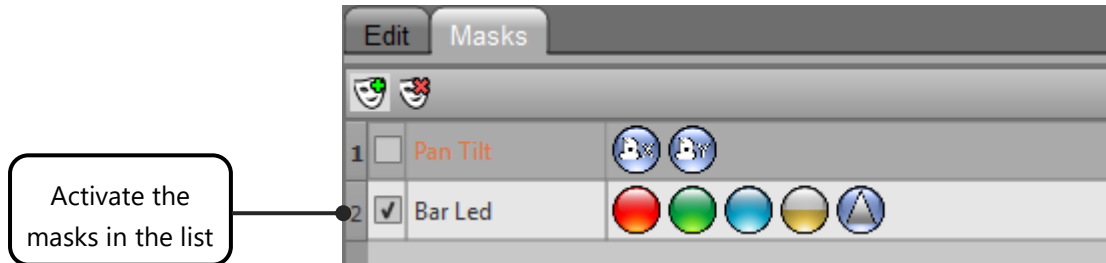 Edit Masks
1 Pan Tilt
Activate the
masks in the list
2 Bar Led